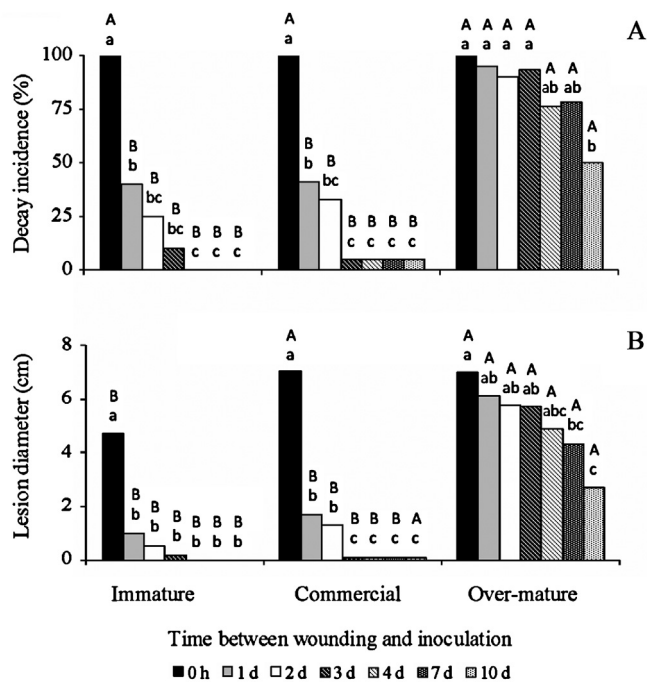 A A A A A A A
a a a a a a
100
A A
ab ab
75
A
b
B B
b b
B B
bc bc
50
B
bc
25
B B B B B B B
c c c c c c c
0
Decay incidence (%)
B
8
A A
a a
A A A A
ab ab ab abc
B
a
A
bc
6
A
c
4
B B
b b
B B
b b
2
B B B B B B B A
b b b b c c c c
0
Lesion diameter (cm)
Immature Commercial Over-mature
Time between wounding and inoculation
0 h 1 d 2 d 3 d 4 d 7 d 10 d